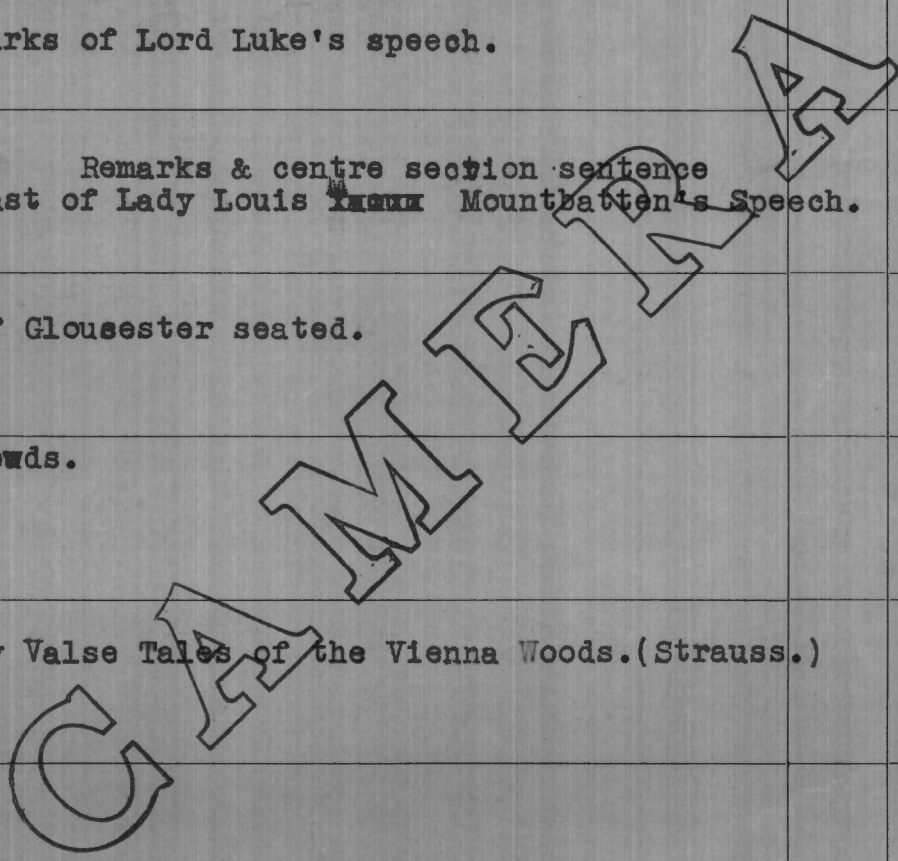 rks of Lord Luke's speech.
Remarks & centre section sentence
st of Lady Louis Mountbatten's Speech.
Glousester seated.
wds.
Valse Tales of the Vienna Woods.(Strauss.)
CAMERA